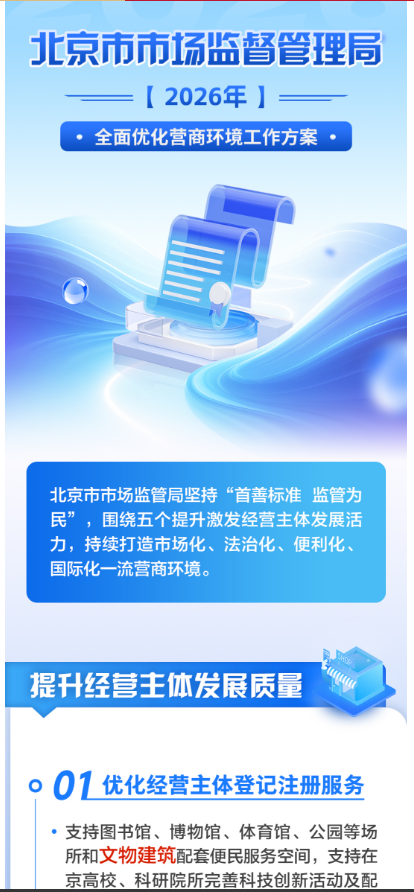 北京市市场监督管理局
【 2026年 】
· 全面优化营商环境工作方案 ·
北京市市场监管局坚持“首善标准 监管为
民”，围绕五个提升激发经营主体发展活
力，持续打造市场化、法治化、便利化、
国际化一流营商环境。
提升经营主体发展质量
01 优化经营主体登记注册服务
• 支持图书馆、博物馆、体育馆、公园等场
所和文物建筑配套便民服务空间，支持在
京高校、科研院所完善科技创新活动及配